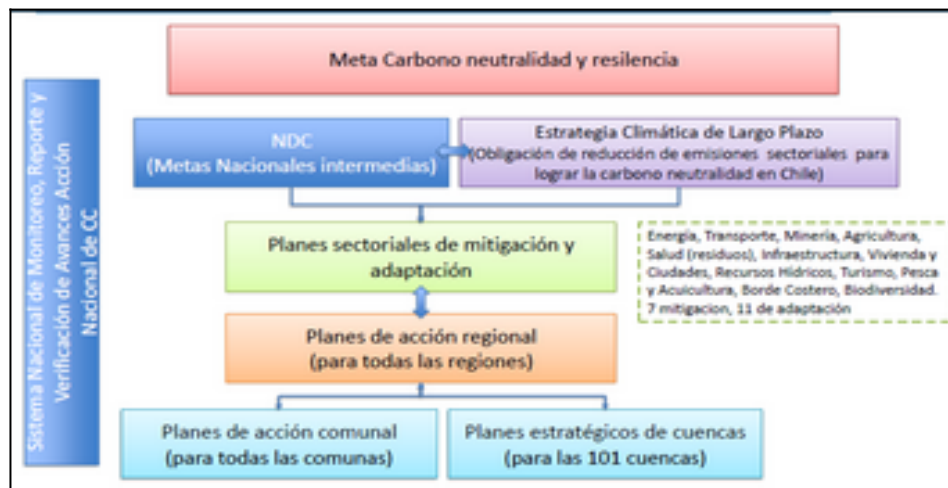 Meta Carbono neutralidad y resilencia
Sistema Nacional de Monitoreo, Reporte y
Verificación de Avances Acción
Nacional de CC
NDC
(Metas Nacionales intermedias)
Estrategia Climática de Largo Plazo
(Obligación de reducción de emisiones sectoriales para
lograr la carbono neutralidad en Chile)
Planes sectoriales de mitigación y
adaptación
Energía, Transporte, Minería, Agricultura,
Salud (residuos), Infraestructura, Vivienda y
Ciudades, Recursos Hídricos, Turismo, Pesca
y Acuicultura, Borde Costero, Biodiversidad.
7 mitigacion, 11 de adaptación
Planes de acción regional
(para todas las regiones)
Planes de acción comunal
(para todas las comunas)
Planes estratégicos de cuencas
(para las 101 cuencas)